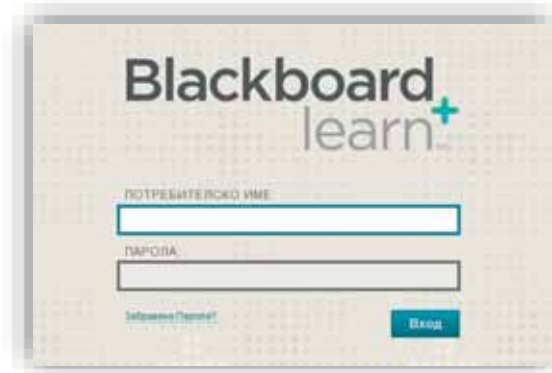 Blackboard
learn+
ПОТРЕБИТЕЛСКО ИМЕ:
ПАРОЛА:
Забравена Парола?
Вход